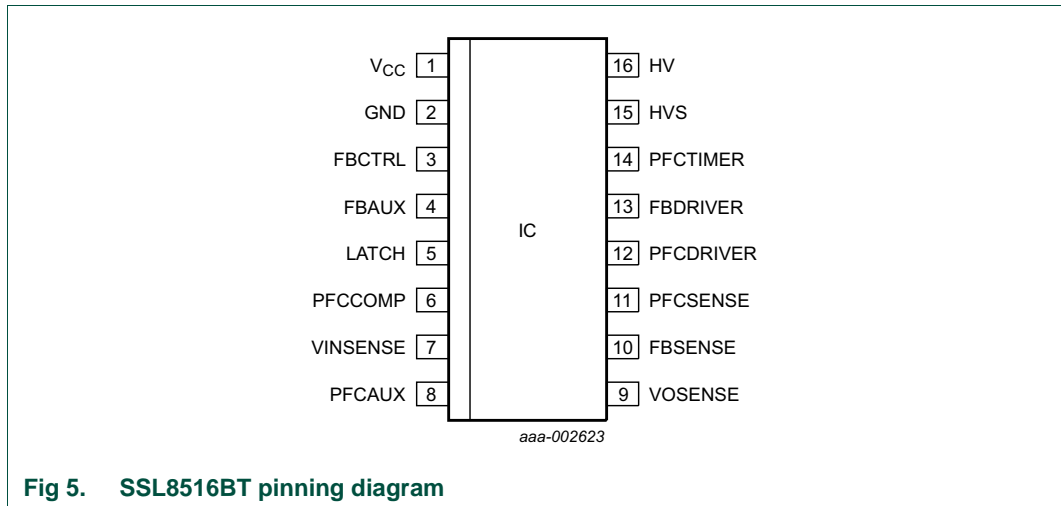 VCC 1 16 HV
GND 2 15 HVS
FBCTRL 3 14 PFCTIMER
FBAUX 4 13 FBDRIVER
IC
LATCH 5 12 PFCDRIVER
PFCCOMP 6 11 PFCSENSE
VINSENSE 7 10 FBSENSE
PFCAUX 8 9 VOSENSE
aaa-002623
Fig 5. SSL8516BT pinning diagram